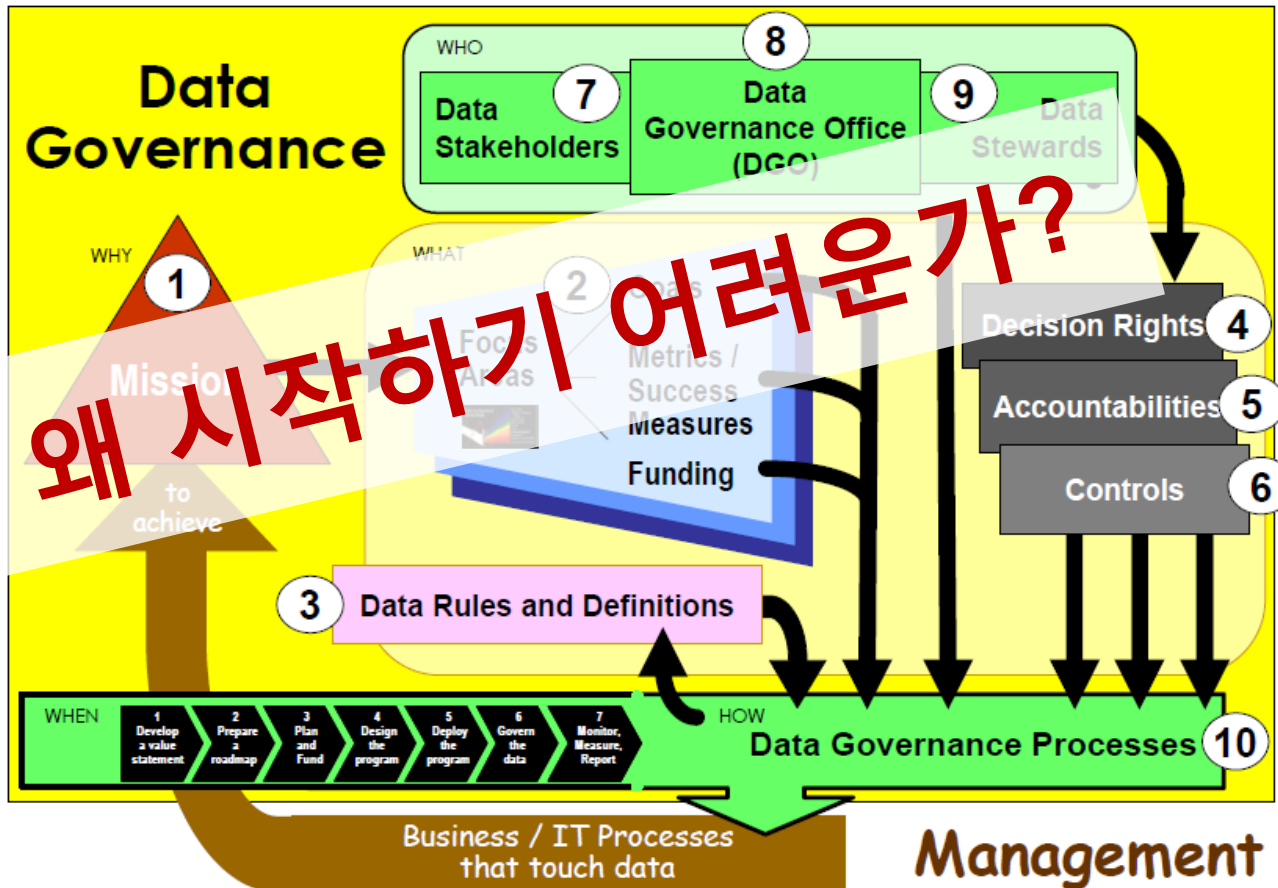 Data
Governance
WHO
8
7
9
Data
Stakeholders
Data
Governance Office
(DGO)
Data
Stewards
WHY
1
Mission
WHAT
2
Focus
Areas
Goals
Metrics /
Success
Measures
Funding
왜 시작하기 어려운가?
Decision Rights
4
Accountabilities
5
Controls
6
to
achieve
3
Data Rules and Definitions
WHEN
1
Develop
a value
statement
2
Prepare
a
roadmap
3
Plan
and
Fund
4
Design
the
program
5
Deploy
the
program
6
Govern
the
data
7
Monitor,
Measure,
Report
HOW
Data Governance Processes
10
Business / IT Processes
that touch data
Management